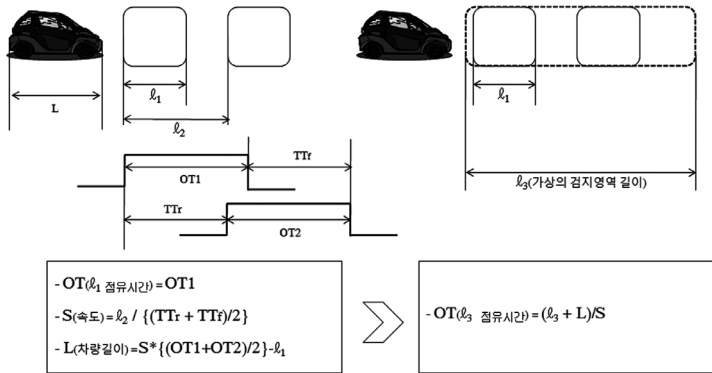 L
ℓ1
ℓ2
ℓ1
ℓ3(가상의 검지영역 길이)
OT1
TTf
TTr
OT2
- OT(ℓ1 점유시간) = OT1
- S(속도) = ℓ2 / {(TTr + TTf)/2}
- L(차량길이) = S*{(OT1+OT2)/2}-ℓ1
- OT(ℓ3 점유시간) = (ℓ3 + L)/S